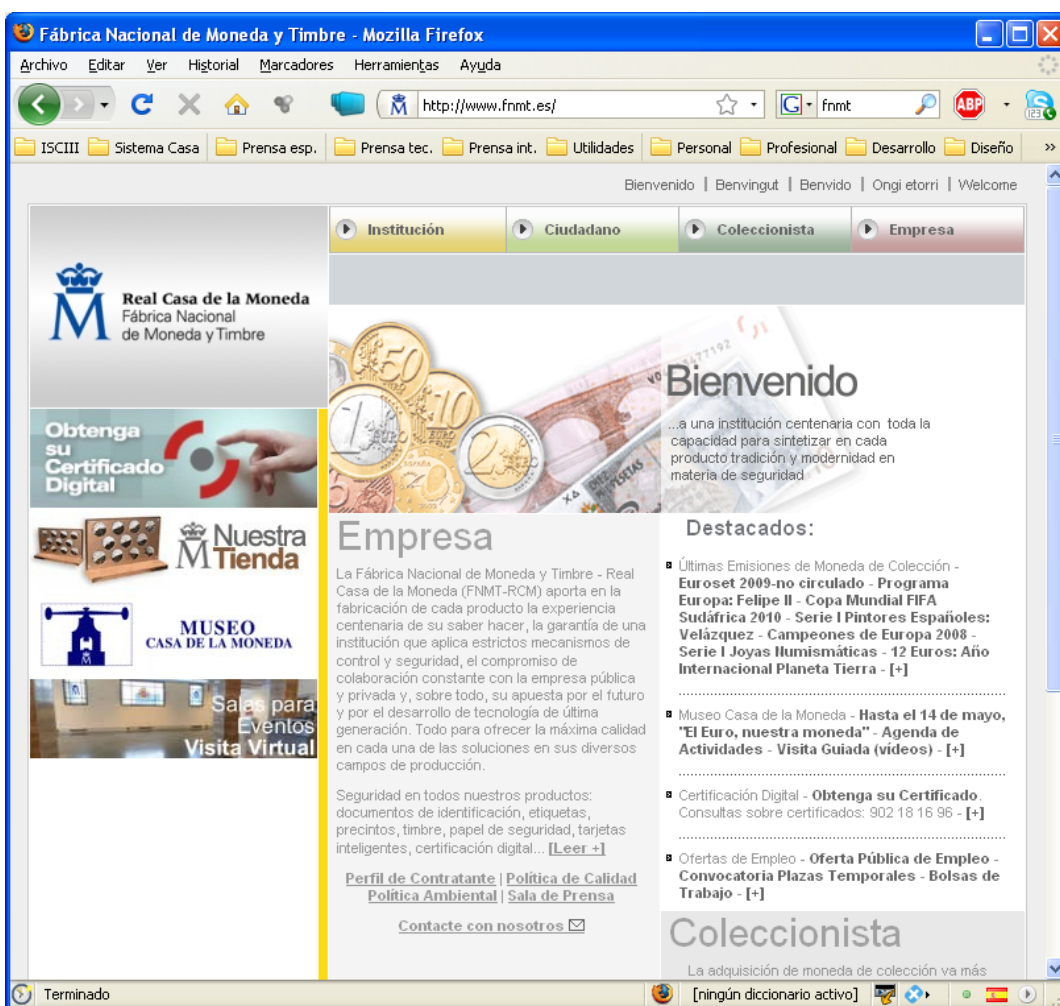 Fábrica Nacional de Moneda y Timbre - Mozilla Firefox
Archivo Editar Ver Historial Marcadores Herramientas Ayuda
http://www.fnmt.es/
fnmt
ABP
ISCIII Sistema Casa Prensa esp. Prensa tec. Prensa int. Utilidades Personal Profesional Desarrollo Diseño »
Bienvenido | Benvingut | Benvido | Ongi etorri | Welcome
Institución Ciudadano Coleccionista Empresa
M
Real Casa de la Moneda
Fábrica Nacional
de Moneda y Timbre
Bienvenido
...a una institución centenaria con toda la
capacidad para sintetizar en cada
producto tradición y modernidad en
materia de seguridad
Obtenga
su
Certificado
Digital
Nuestra
Tienda
MUSEO
CASA DE LA MONEDA
Salas para
Eventos
Visita Virtual
Empresa
La Fábrica Nacional de Moneda y Timbre - Real
Casa de la Moneda (FNMT-RCM) aporta en la
fabricación de cada producto la experiencia
centenaria de su saber hacer, la garantía de una
institución que aplica estrictos mecanismos de
control y seguridad, el compromiso de
colaboración constante con la empresa pública
y privada y, sobre todo, su apuesta por el futuro
y por el desarrollo de tecnología de última
generación. Todo para ofrecer la máxima calidad
en cada una de las soluciones en sus diversos
campos de producción.
Seguridad en todos nuestros productos:
documentos de identificación, etiquetas,
precintos, timbre, papel de seguridad, tarjetas
inteligentes, certificación digital... [Leer +]
Perfil de Contratante | Política de Calidad
Política Ambiental | Sala de Prensa
Contacte con nosotros
Destacados:
Últimas Emisiones de Moneda de Colección -
Euroset 2009-no circulado - Programa
Europa: Felipe II - Copa Mundial FIFA
Sudáfrica 2010 - Serie I Pintores Españoles:
Velázquez - Campeones de Europa 2008 -
Serie I Joyas Numismáticas - 12 Euros: Año
Internacional Planeta Tierra - [+]
Museo Casa de la Moneda - Hasta el 14 de mayo,
"El Euro, nuestra moneda" - Agenda de
Actividades - Visita Guiada (vídeos) - [+]
Certificación Digital - Obtenga su Certificado.
Consultas sobre certificados: 902 18 16 96 - [+]
Ofertas de Empleo - Oferta Pública de Empleo -
Convocatoria Plazas Temporales - Bolsas de
Trabajo - [+]
Coleccionista
La adquisición de moneda de colección va más
Terminado
[ningún diccionario activo]